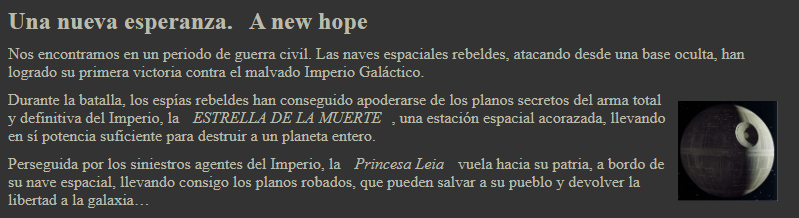 Una nueva esperanza. A new hope
Nos encontramos en un periodo de guerra civil. Las naves espaciales rebeldes, atacando desde una base oculta, han
logrado su primera victoria contra el malvado Imperio Galáctico.
Durante la batalla, los espías rebeldes han conseguido apoderarse de los planos secretos del arma total
y definitiva del Imperio, la ESTRELLA DE LA MUERTE , una estación espacial acorazada, llevando
en sí potencia suficiente para destruir a un planeta entero.
Perseguida por los siniestros agentes del Imperio, la Princesa Leia vuela hacia su patria, a bordo de
su nave espacial, llevando consigo los planos robados, que pueden salvar a su pueblo y devolver la
libertad a la galaxia…